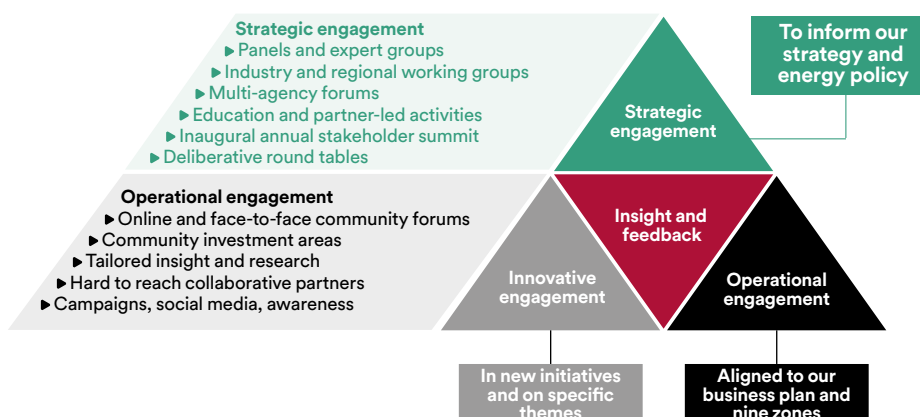 Strategic engagement
Panels and expert groups
Industry and regional working groups
Multi-agency forums
Education and partner-led activities
Inaugural annual stakeholder summit
Deliberative round tables
To inform our
strategy and
energy policy
Strategic
engagement
Operational engagement
Online and face-to-face community forums
Community investment areas
Tailored insight and research
Hard to reach collaborative partners
Campaigns, social media, awareness
Insight and
feedback
Innovative
engagement
Operational
engagement
In new initiatives
and on specific
themes
Aligned to our
business plan and
nine zones